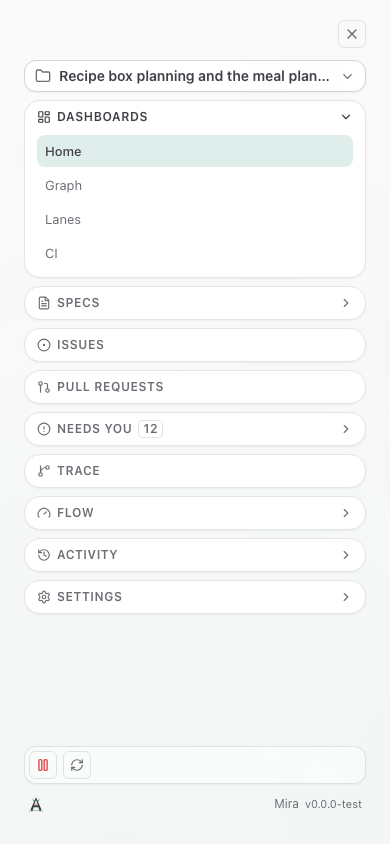 Recipe box planning and the meal plan...
DASHBOARDS
Home
Graph
Lanes
CI
SPECS
ISSUES
PULL REQUESTS
NEEDS YOU 12
TRACE
FLOW
ACTIVITY
SETTINGS
Mira v0.0.0-test